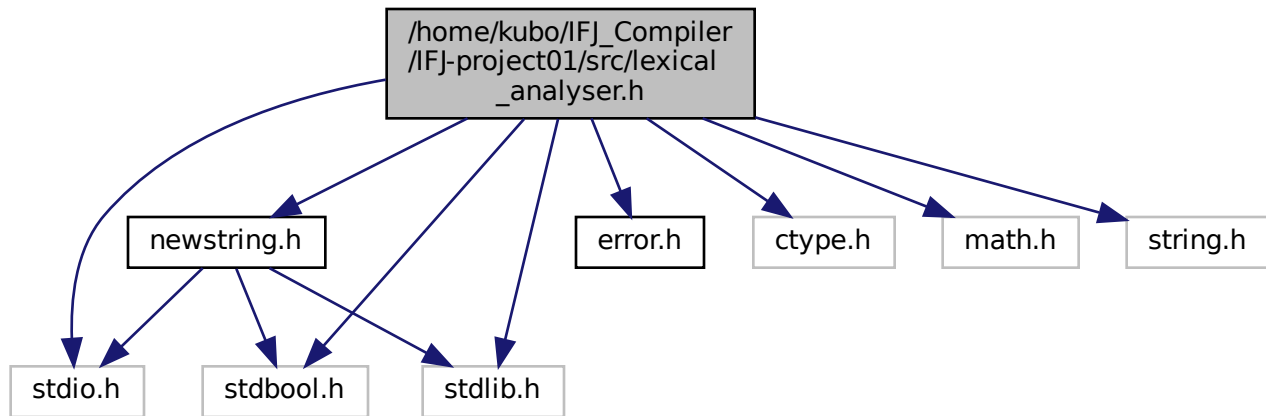 /home/kubo/IFJ_Compiler
/IFJ-project01/src/lexical
_analyser.h
newstring.h
error.h
ctype.h
math.h
string.h
stdio.h
stdbool.h
stdlib.h